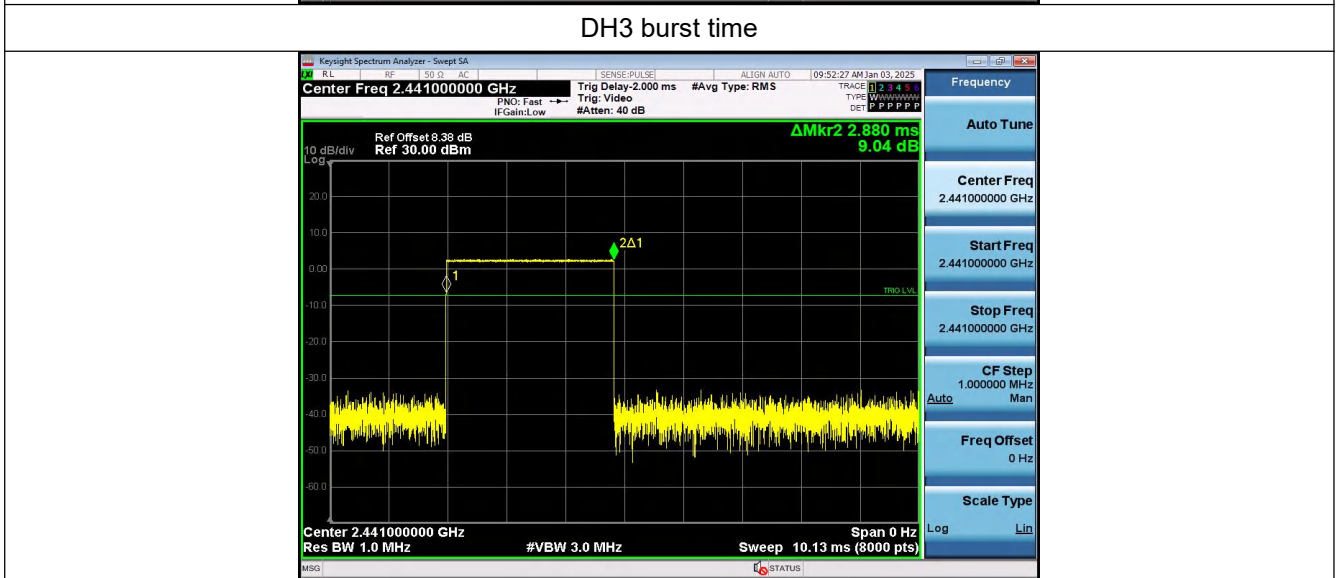 DH3 burst time
Keysight Spectrum Analyzer - Swept SA
LXI RL RF 50 Ω AC SENSE:PULSE ALIGN AUTO 09:52:27 AM Jan 03, 2025
Center Freq 2.441000000 GHz
PNO: Fast
IFGain:Low
Trig Delay-2.000 ms
Trig: Video
#Atten: 40 dB
#Avg Type: RMS
TRACE 1 2 3 4 5 6
TYPE WWWWWW
DET P P P P P P
Frequency
Auto Tune
Center Freq
2.441000000 GHz
Start Freq
2.441000000 GHz
Stop Freq
2.441000000 GHz
CF Step
1.000000 MHz
Auto Man
Freq Offset
0 Hz
Scale Type
Log Lin
ΔMkr2 2.880 ms
9.04 dB
Ref Offset 8.38 dB
10 dB/div Ref 30.00 dBm
Log
20.0
10.0
0.00
-10.0
-20.0
-30.0
-40.0
-50.0
-60.0
2Δ1
1
TRIG LVL
Center 2.441000000 GHz Span 0 Hz
Res BW 1.0 MHz #VBW 3.0 MHz Sweep 10.13 ms (8000 pts)
MSG STATUS